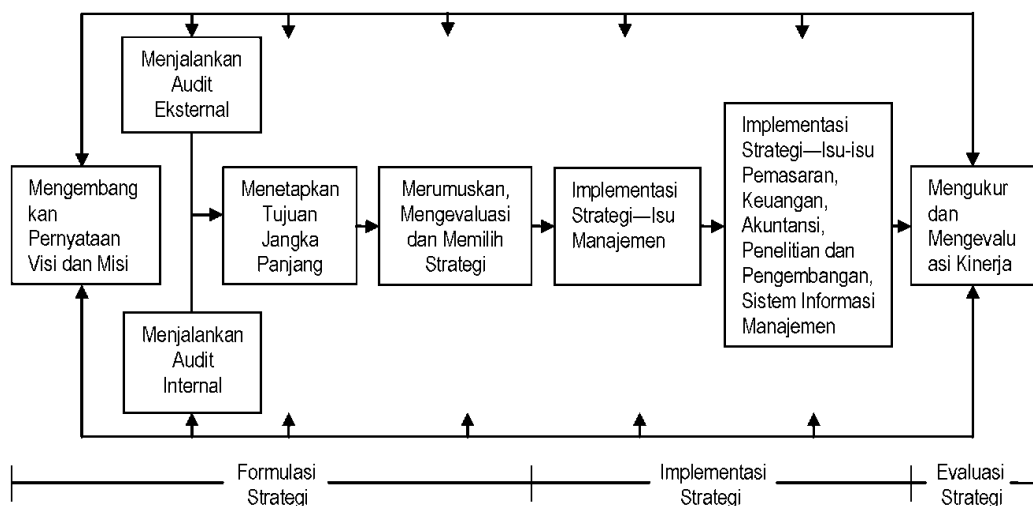 Menjalankan
Audit
Eksternal
Mengembang
kan
Pernyataan
Visi dan Misi
Menjalankan
Audit
Internal
Menetapkan
Tujuan
Jangka
Panjang
Merumuskan,
Mengevaluasi
dan Memilih
Strategi
Implementasi
Strategi—Isu
Manajemen
Implementasi
Strategi—Isu-isu
Pemasaran,
Keuangan,
Akuntansi,
Penelitian dan
Pengembangan,
Sistem Informasi
Manajemen
Mengukur
dan
Mengevalu
asi Kinerja
Formulasi
Strategi
Implementasi
Strategi
Evaluasi
Strategi